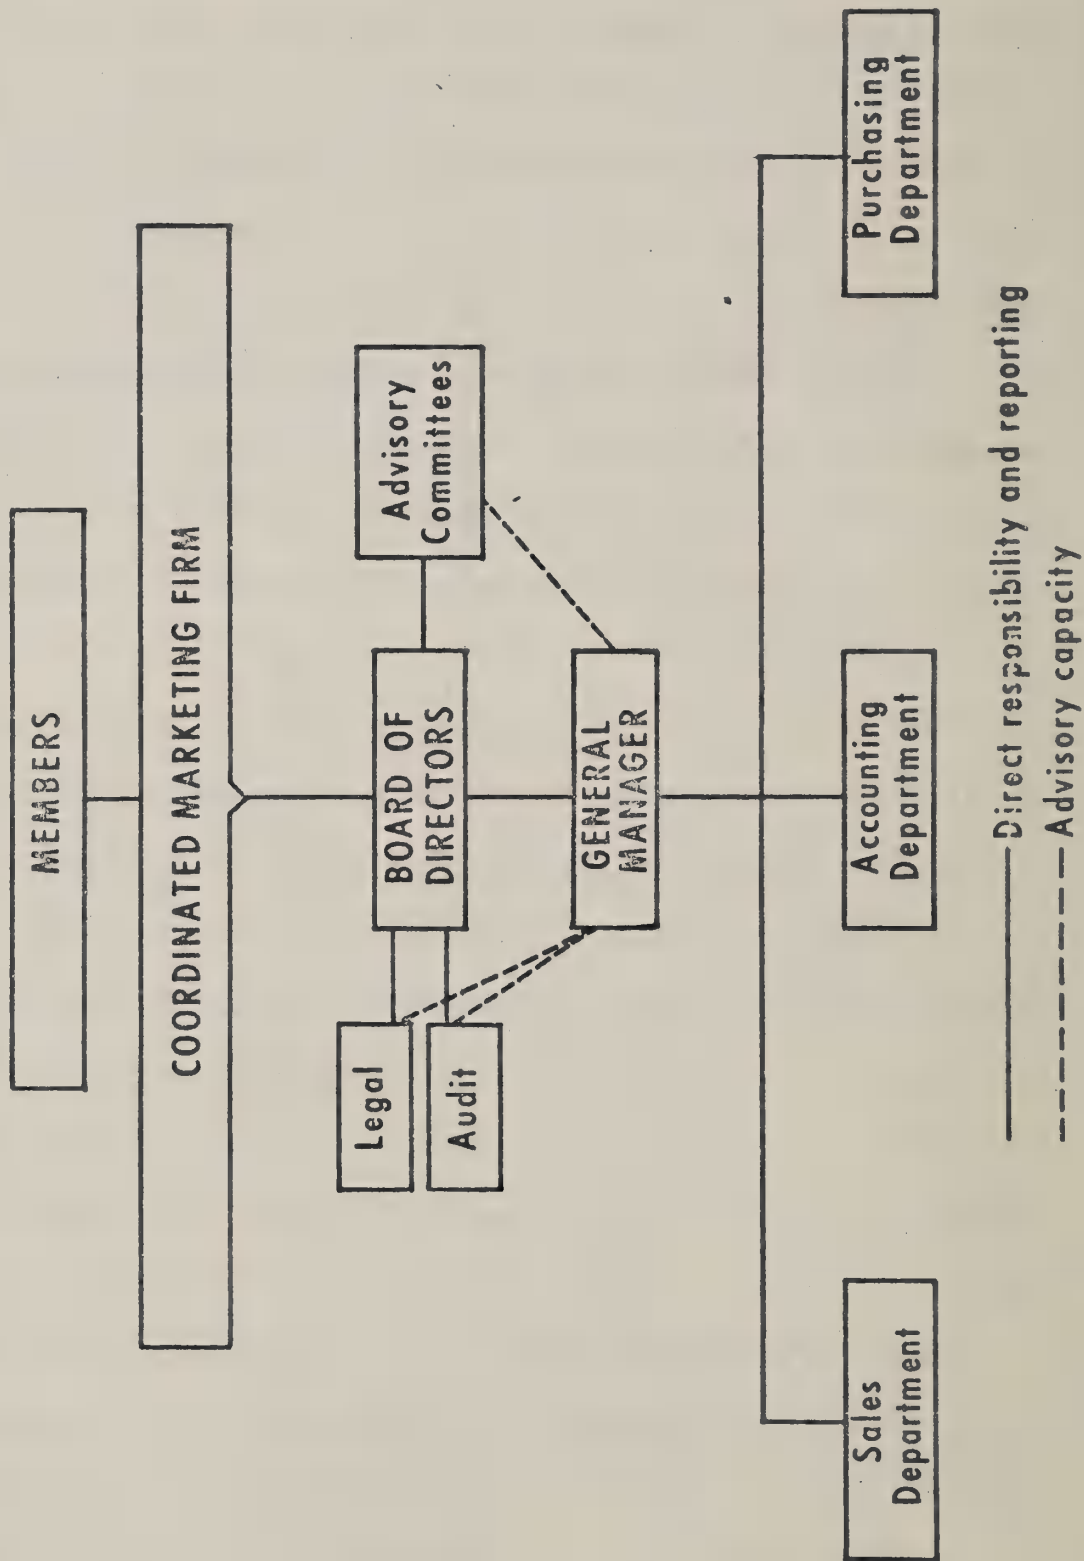 MEMBERS
COORDINATED MARKETING FIRM
Legal
Audit
BOARD OF
DIRECTORS
Advisory
Committees
GENERAL
MANAGER
Sales
Department
Accounting
Department
Purchasing
Department
Direct responsibility and reporting
Advisory capacity